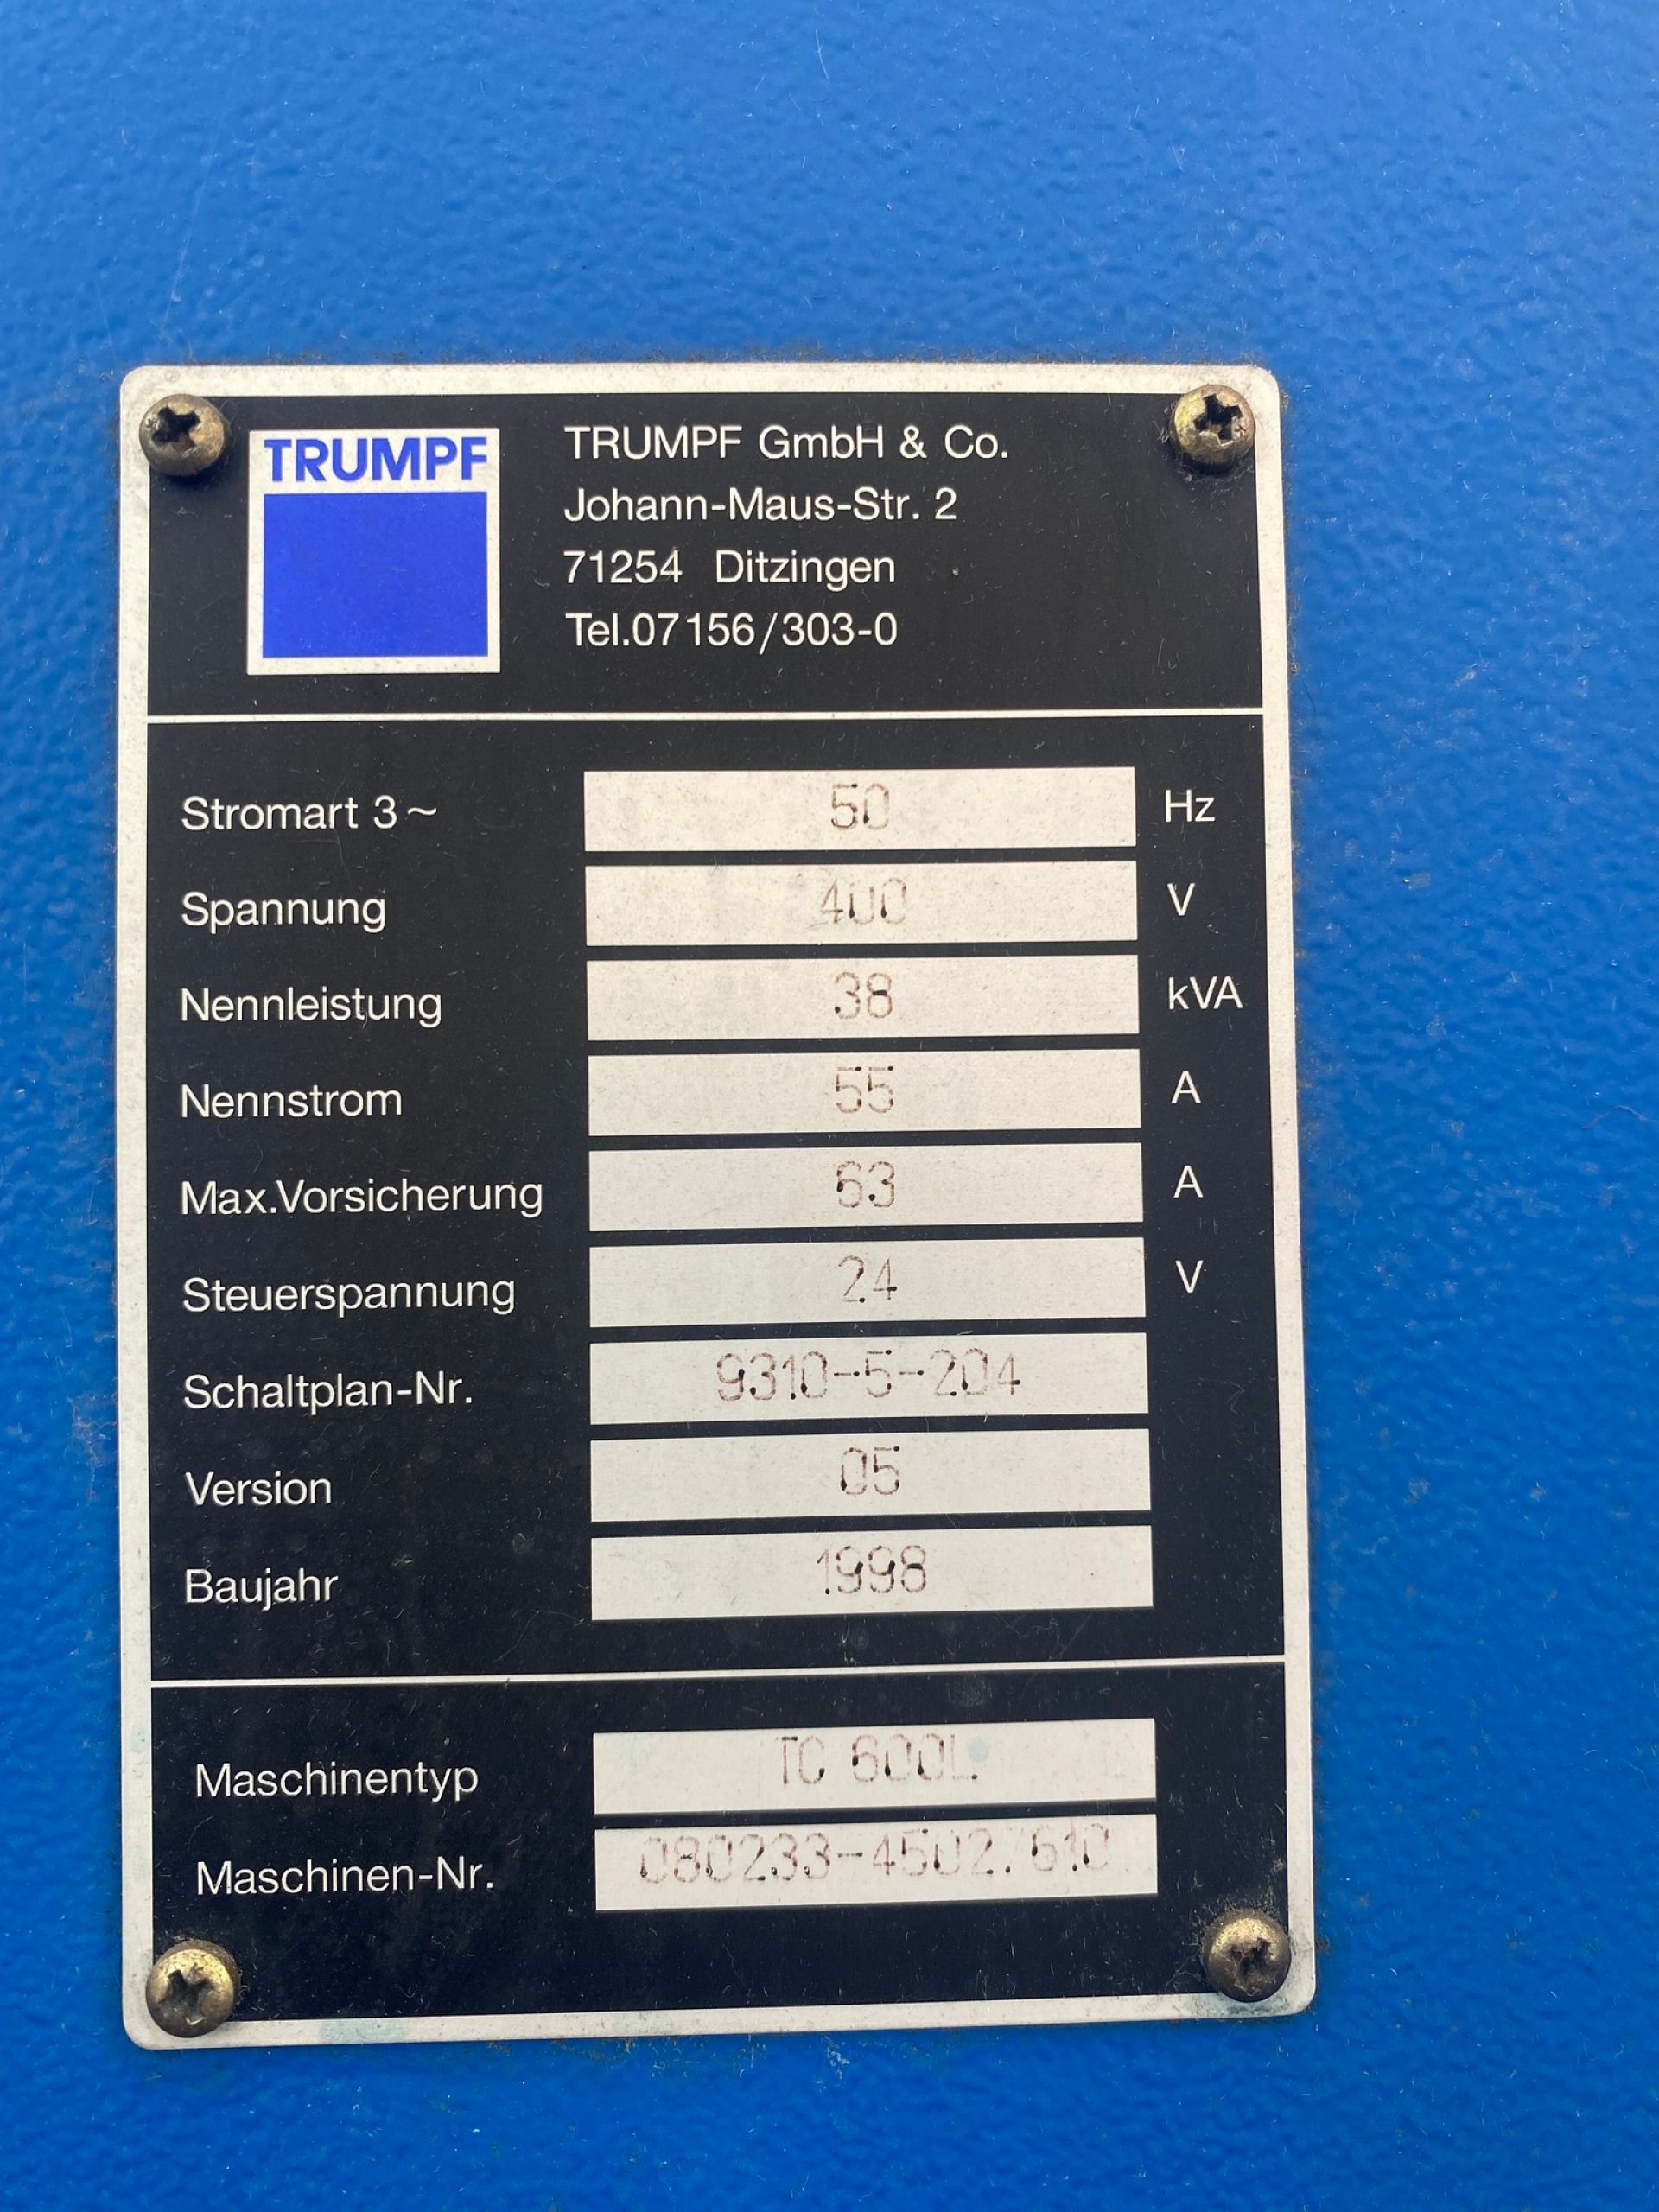 TRUMPF
TRUMPF GmbH & Co.
Johann-Maus-Str. 2
71254 Ditzingen
Tel.07156/303-0
Stromart 3~ 50 Hz
Spannung 400 V
Nennleistung 38 kVA
Nennstrom 55 A
Max.Vorsicherung 63 A
Steuerspannung 24 V
Schaltplan-Nr. 9310-5-204
Version 05
Baujahr 1998
Maschinentyp TC 600L
Maschinen-Nr. 080233-4502.610